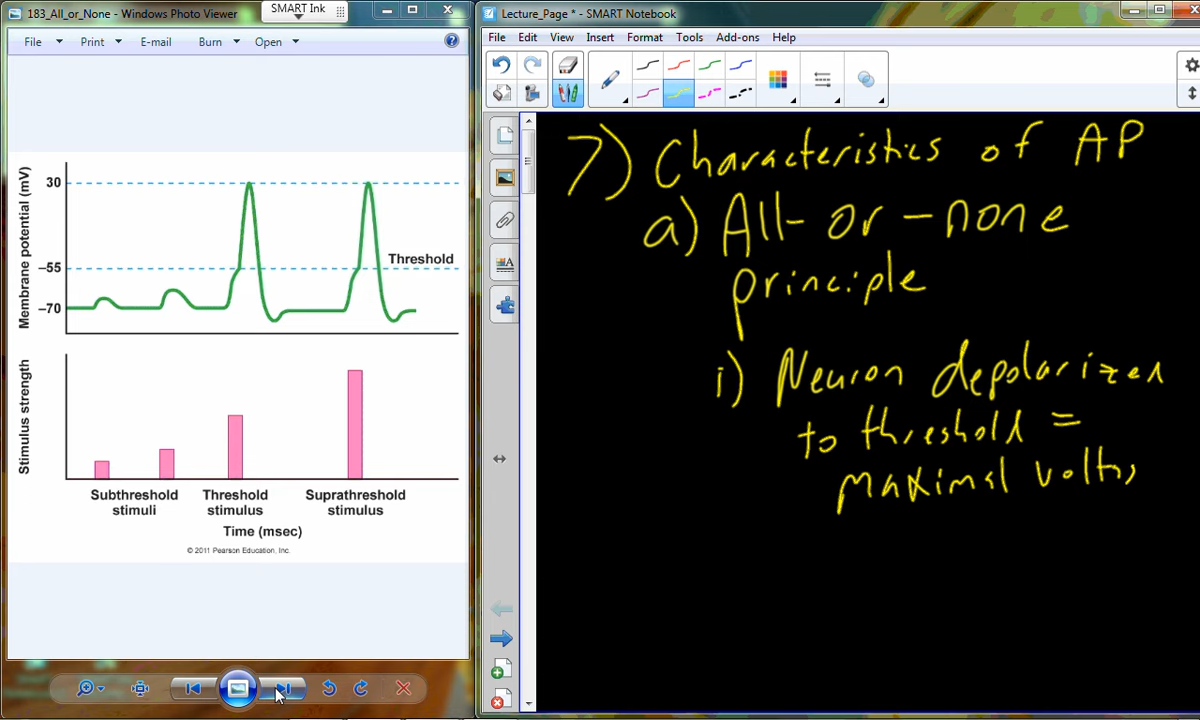 183_All_or_None - Windows Photo Viewer
SMART Ink
File Print E-mail Burn Open
30
-55
-70
Membrane potential (mV)
Threshold
Stimulus strength
Subthreshold stimuli
Threshold stimulus
Suprathreshold stimulus
Time (msec)
© 2011 Pearson Education, Inc.
Lecture_Page * - SMART Notebook
File Edit View Insert Format Tools Add-ons Help
7) Characteristics of AP
a) All-or-none
principle
i) Neuron depolarized
to threshold =
maximal volts